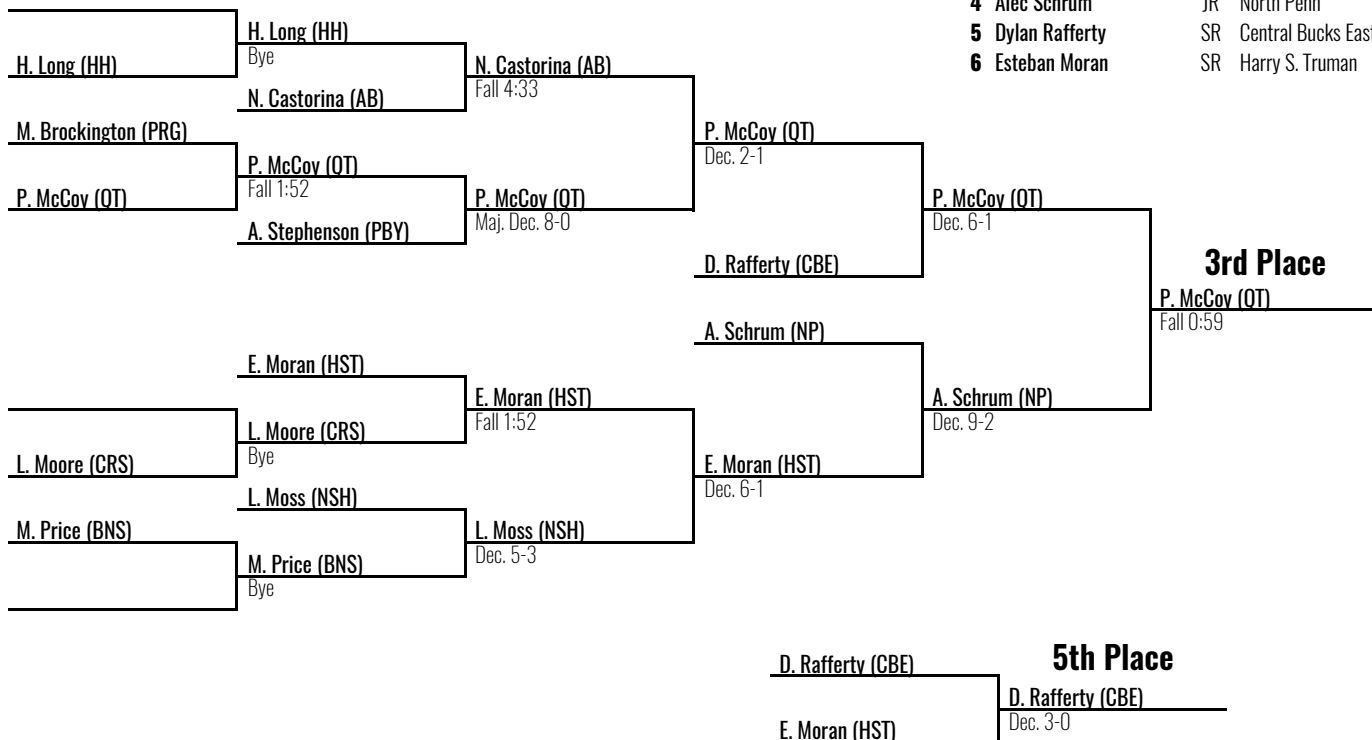 4 Alec Schrum JR North Penn
5 Dylan Rafferty SR Central Bucks East
6 Esteban Moran SR Harry S. Truman
H. Long (HH)
H. Long (HH)
Bye
N. Castorina (AB)
N. Castorina (AB)
Fall 4:33
M. Brockington (PRG)
P. McCoy (QT)
P. McCoy (QT)
Fall 1:52
A. Stephenson (PBY)
P. McCoy (QT)
Maj. Dec. 8-0
P. McCoy (QT)
Dec. 2-1
D. Rafferty (CBE)
P. McCoy (QT)
Dec. 6-1
3rd Place
P. McCoy (QT)
Fall 0:59
A. Schrum (NP)
A. Schrum (NP)
Dec. 9-2
E. Moran (HST)
E. Moran (HST)
Fall 1:52
L. Moore (CRS)
L. Moore (CRS)
Bye
E. Moran (HST)
Dec. 6-1
L. Moss (NSH)
L. Moss (NSH)
Dec. 5-3
M. Price (BNS)
M. Price (BNS)
Bye
5th Place
D. Rafferty (CBE)
D. Rafferty (CBE)
Dec. 3-0
E. Moran (HST)